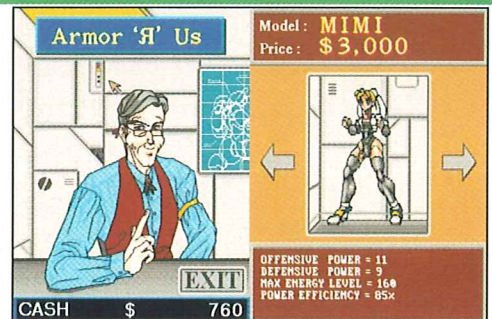 Armor 'Я' Us
EXIT
CASH $ 760
Model : MIMI
Price : $3,000
OFFENSIVE POWER = 11
DEFENSIVE POWER = 9
MAX ENERGY LEVEL = 160
POWER EFFICIENCY = 85%